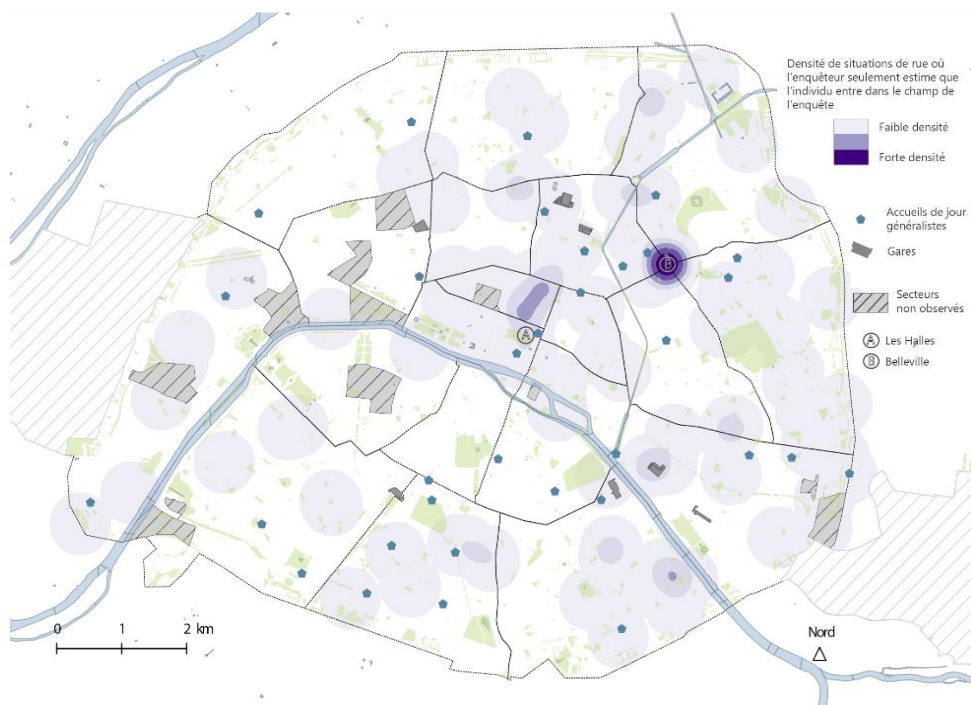 Densité de situations de rue où
l'enquêteur seulement estime que
l'individu entre dans le champ de
l'enquête
Faible densité
Forte densité
Accueils de jour
généralistes
Gares
Secteurs
non observés
A Les Halles
B Belleville
B
A
0 1 2 km
Nord